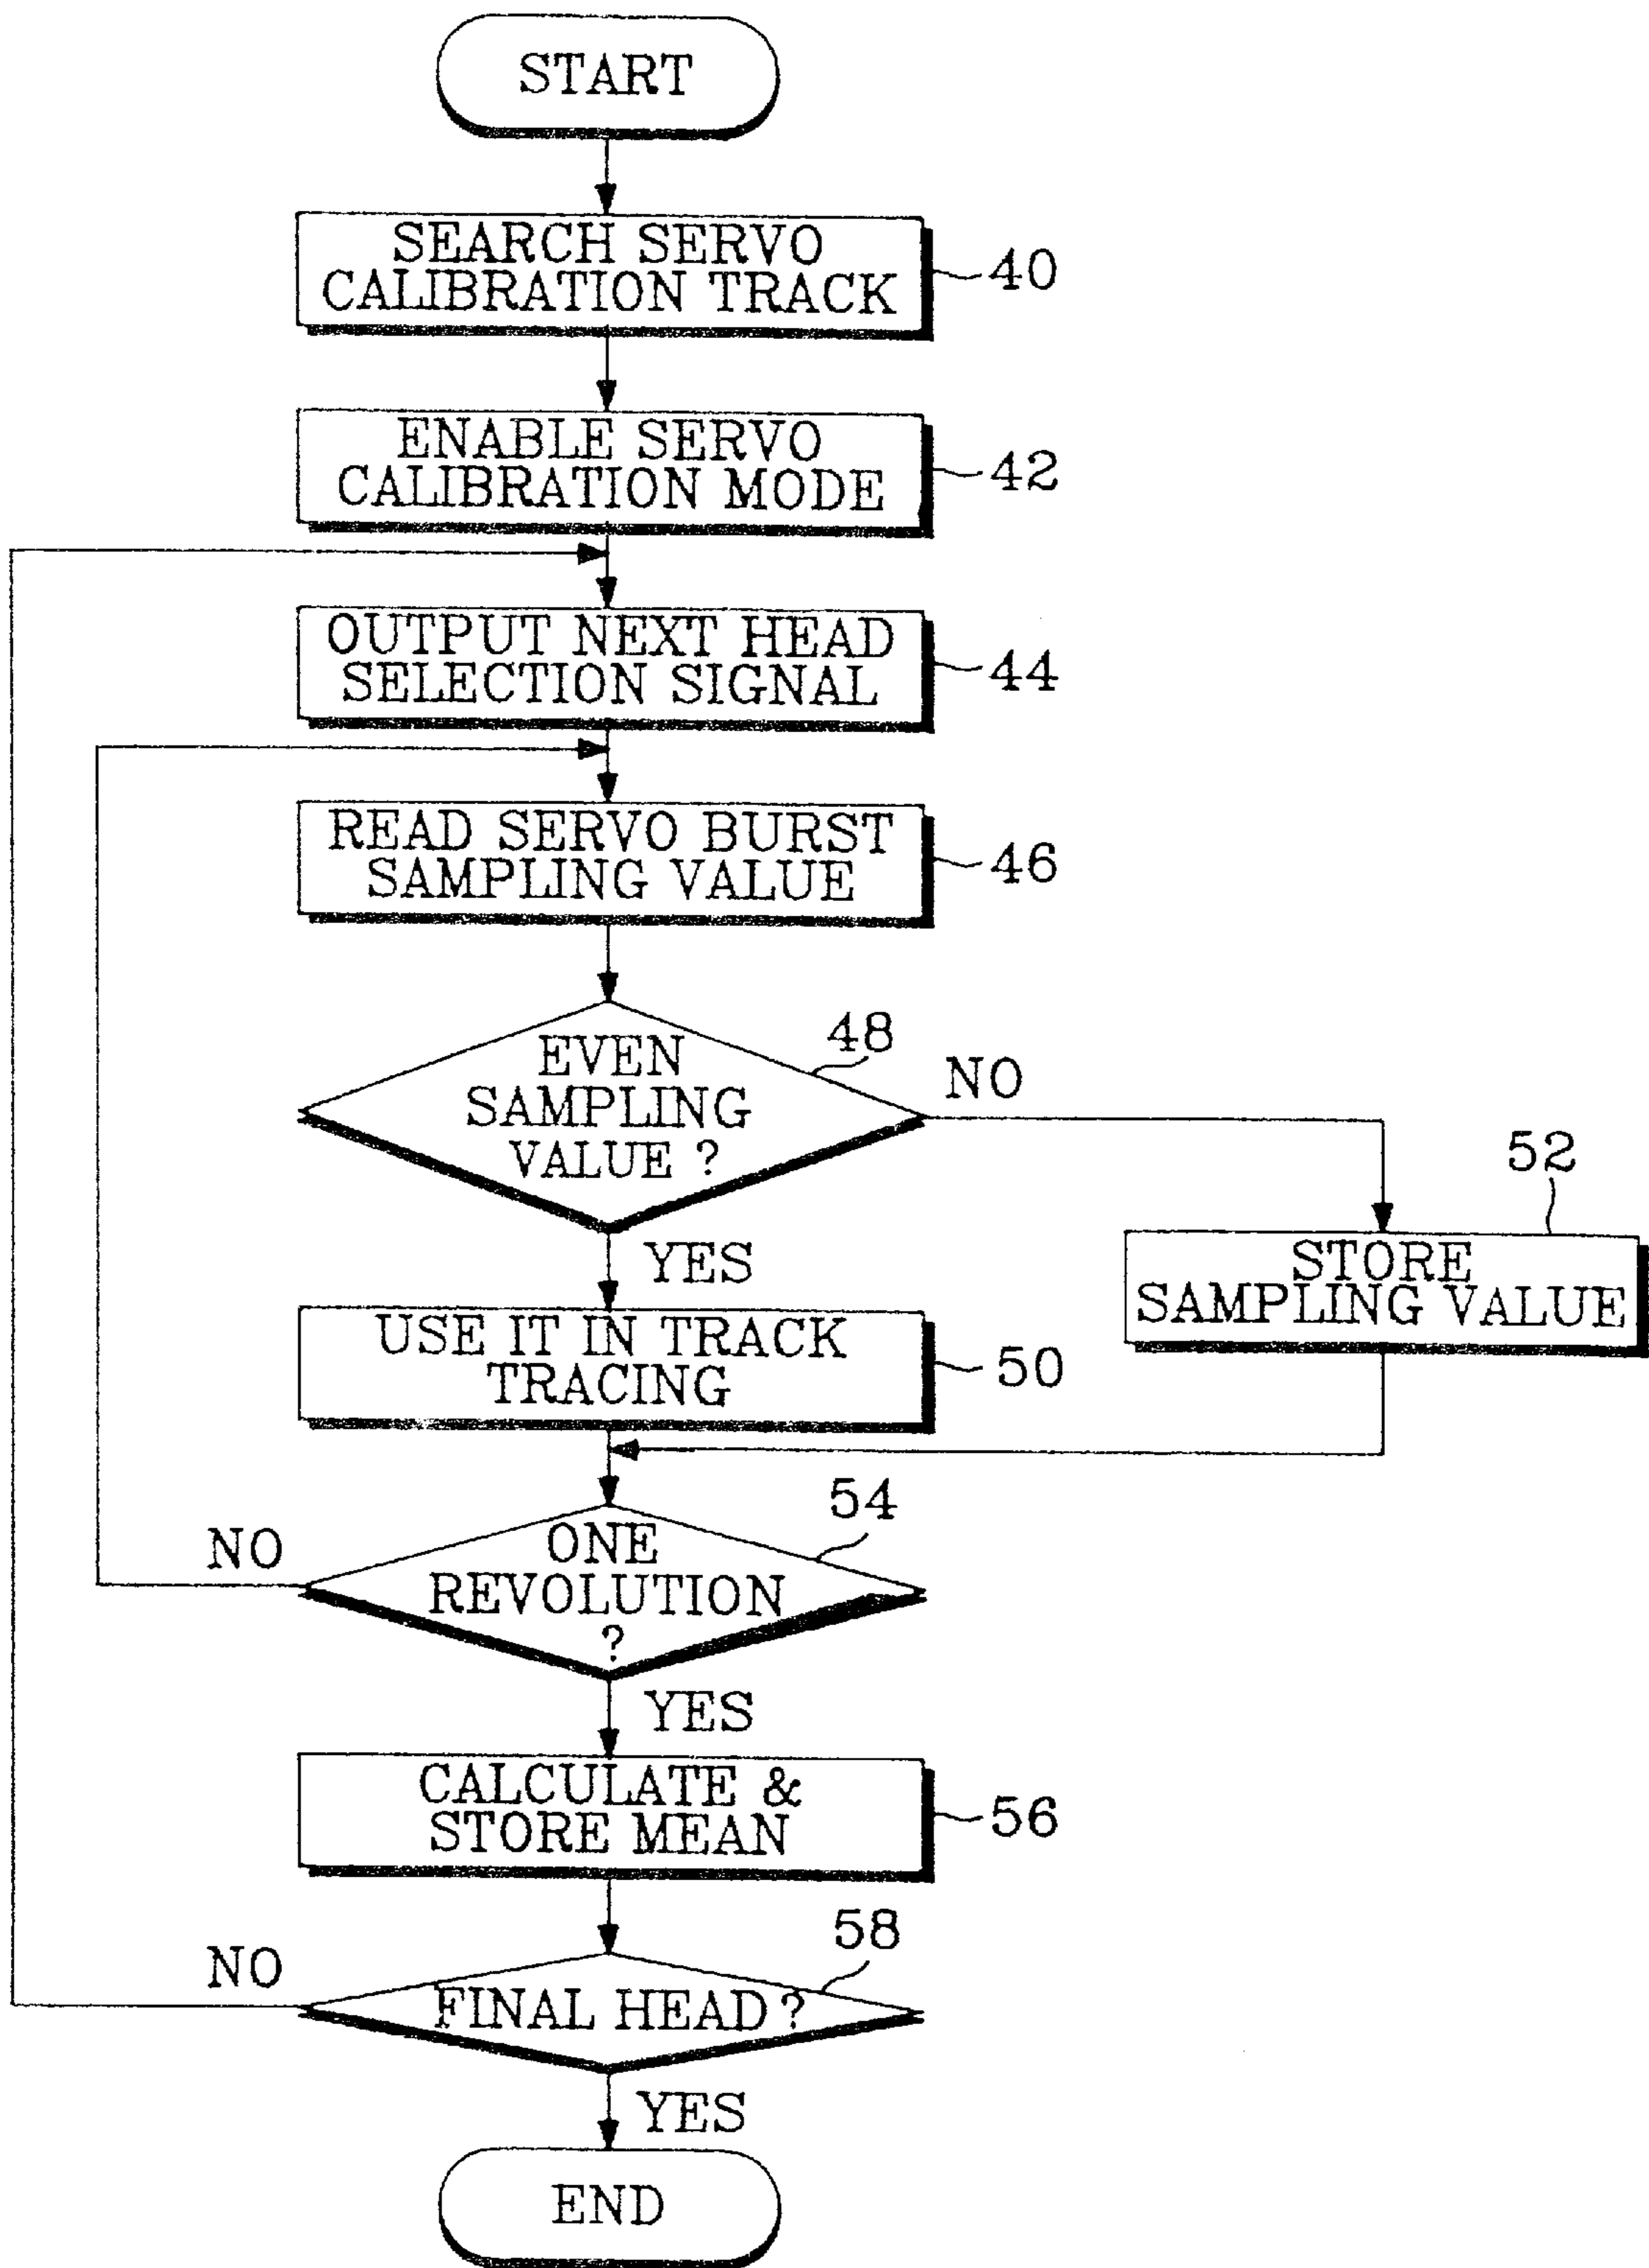 START
SEARCH SERVO
CALIBRATION TRACK
40
ENABLE SERVO
CALIBRATION MODE
42
OUTPUT NEXT HEAD
SELECTION SIGNAL
44
READ SERVO BURST
SAMPLING VALUE
46
EVEN
SAMPLING
VALUE ?
48
NO
YES
52
STORE
SAMPLING VALUE
USE IT IN TRACK
TRACING
50
54
NO
ONE
REVOLUTION
?
YES
CALCULATE &
STORE MEAN
56
58
NO
FINAL HEAD ?
YES
END